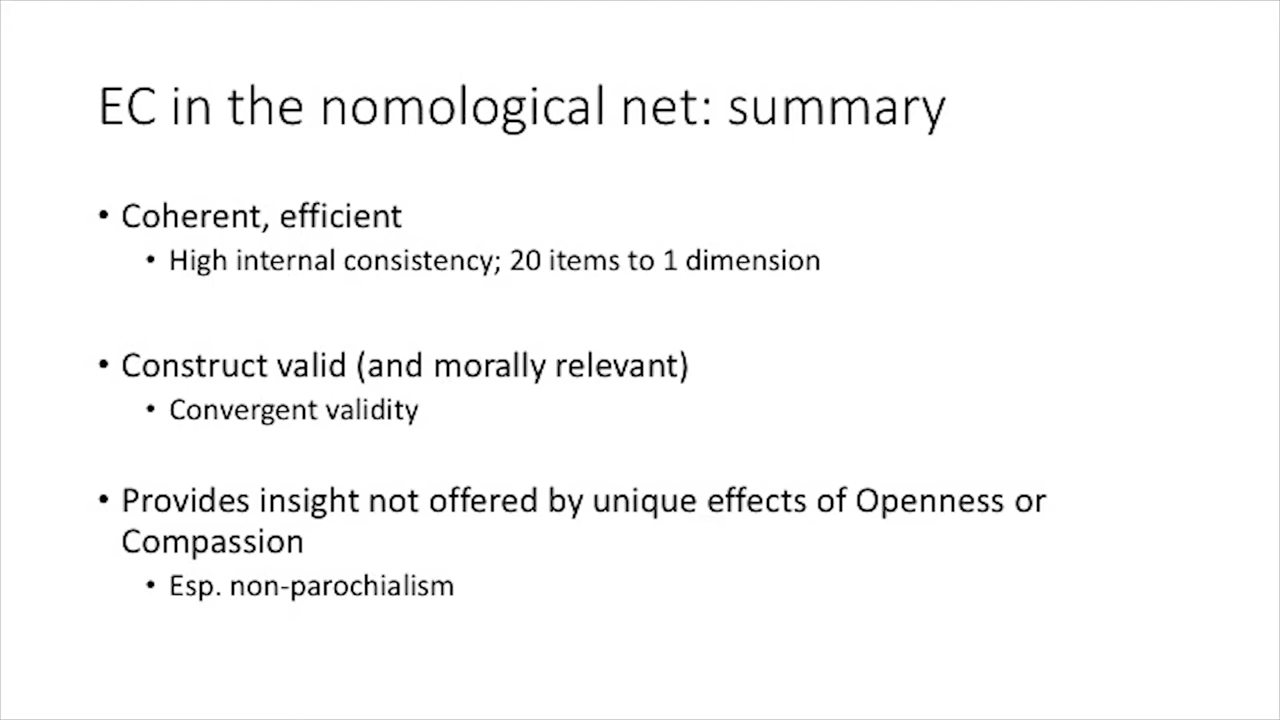 EC in the nomological net: summary
• Coherent, efficient
• High internal consistency; 20 items to 1 dimension
• Construct valid (and morally relevant)
• Convergent validity
• Provides insight not offered by unique effects of Openness or
Compassion
• Esp. non-parochialism